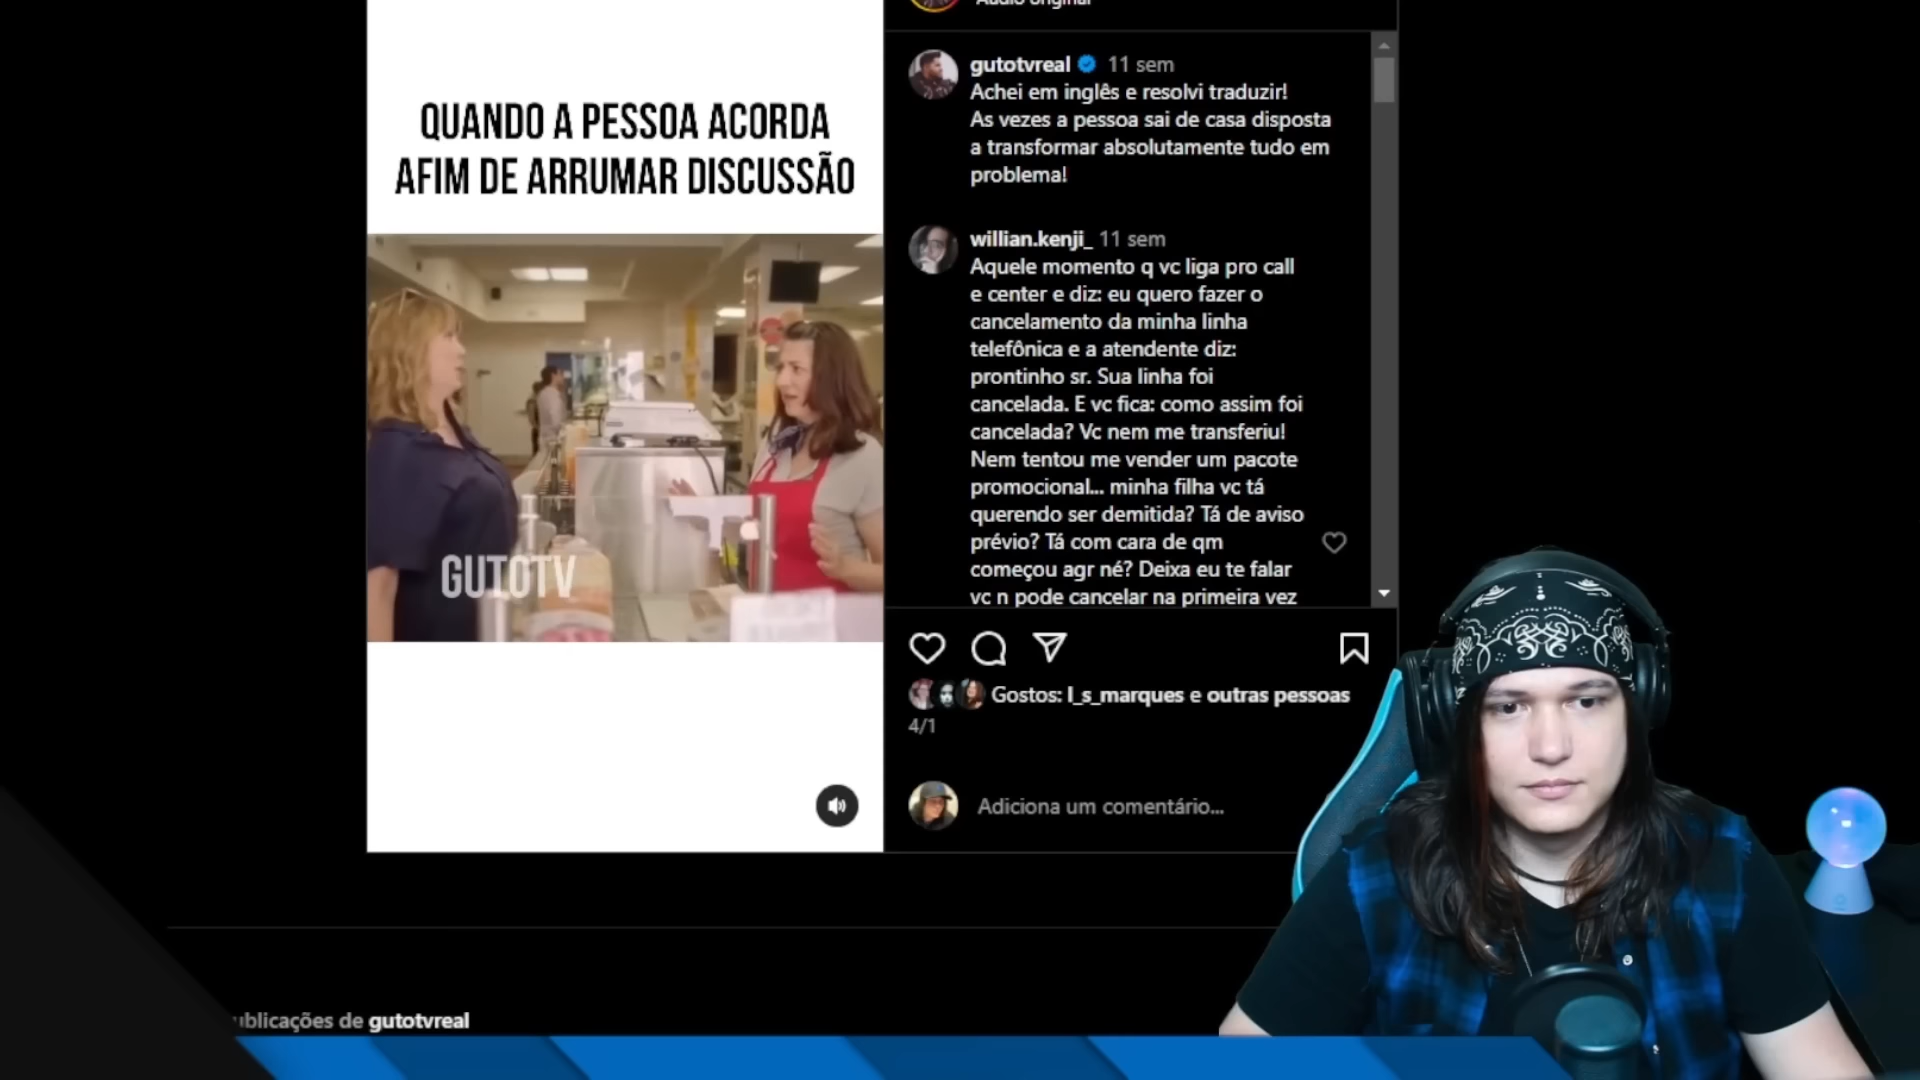 Áudio original
QUANDO A PESSOA ACORDA
AFIM DE ARRUMAR DISCUSSÃO
GUTOTV
gutotvreal 11 sem
Achei em inglês e resolvi traduzir!
As vezes a pessoa sai de casa disposta
a transformar absolutamente tudo em
problema!
willian.kenji_ 11 sem
Aquele momento q vc liga pro call
e center e diz: eu quero fazer o
cancelamento da minha linha
telefônica e a atendente diz:
prontinho sr. Sua linha foi
cancelada. E vc fica: como assim foi
cancelada? Vc nem me transferiu!
Nem tentou me vender um pacote
promocional... minha filha vc tá
querendo ser demitida? Tá de aviso
prévio? Tá com cara de qm
começou agr né? Deixa eu te falar
vc n pode cancelar na primeira vez
Gostos: l_s_marques e outras pessoas
4/1
Adiciona um comentário...
ublicações de gutotvreal